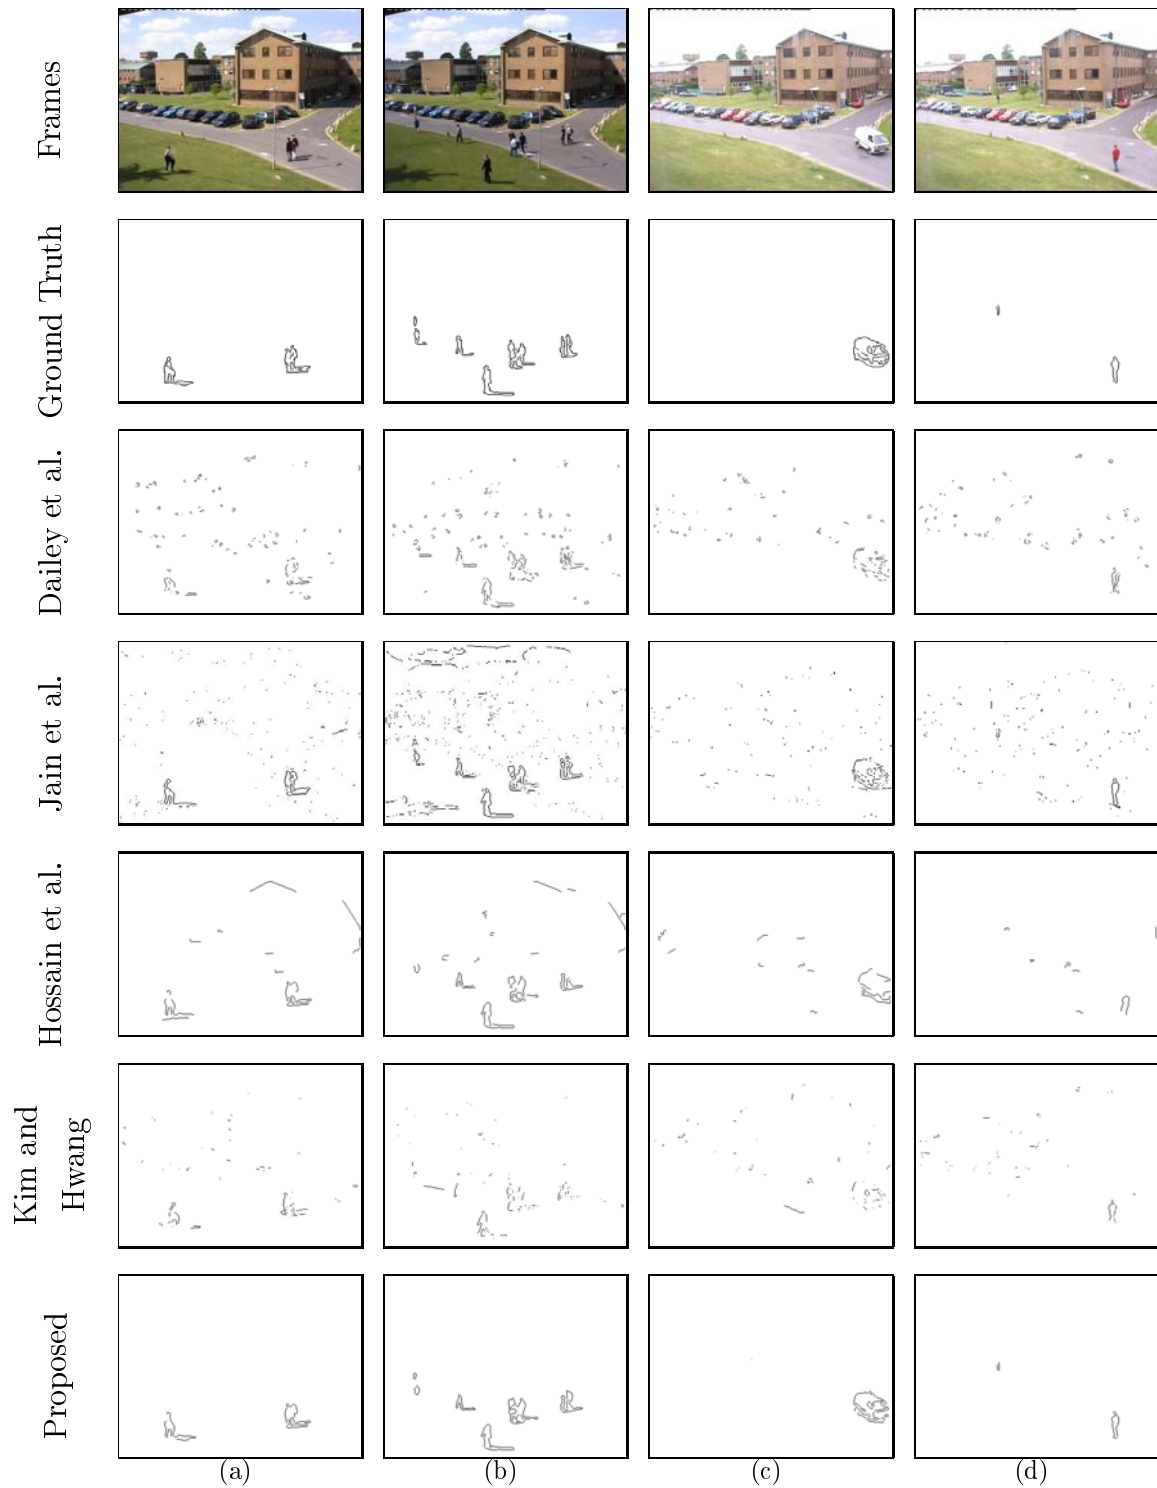 Frames
Ground Truth
Dailey et al.
Jain et al.
Hossain et al.
Kim and
Hwang
Proposed
(a) (b) (c) (d)